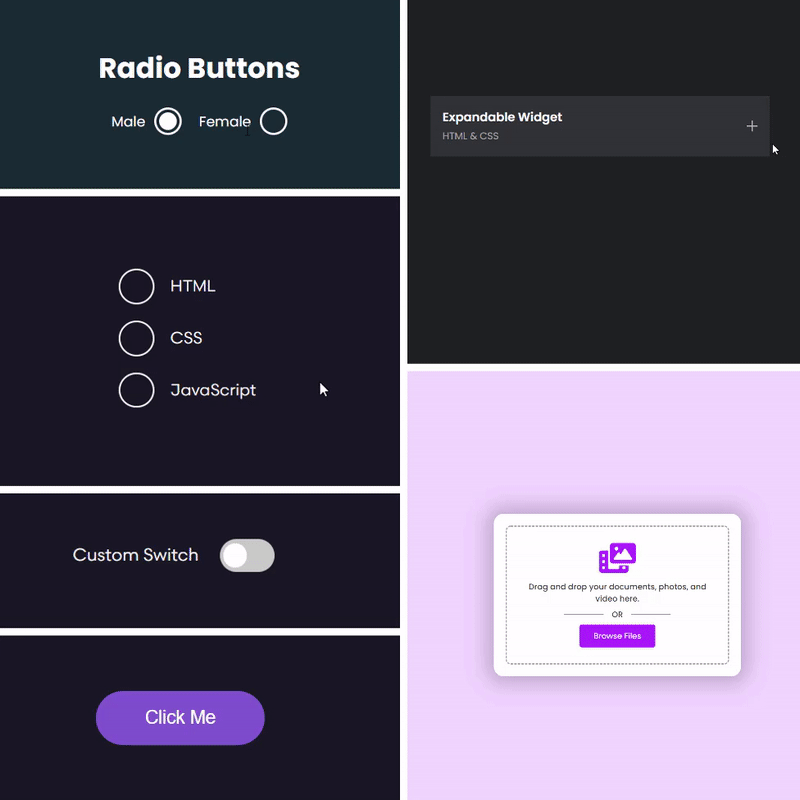 Radio Buttons
Male Female
HTML
CSS
JavaScript
Custom Switch
Click Me
Expandable Widget
HTML & CSS
Drag and drop your documents, photos, and
video here.
OR
Browse Files